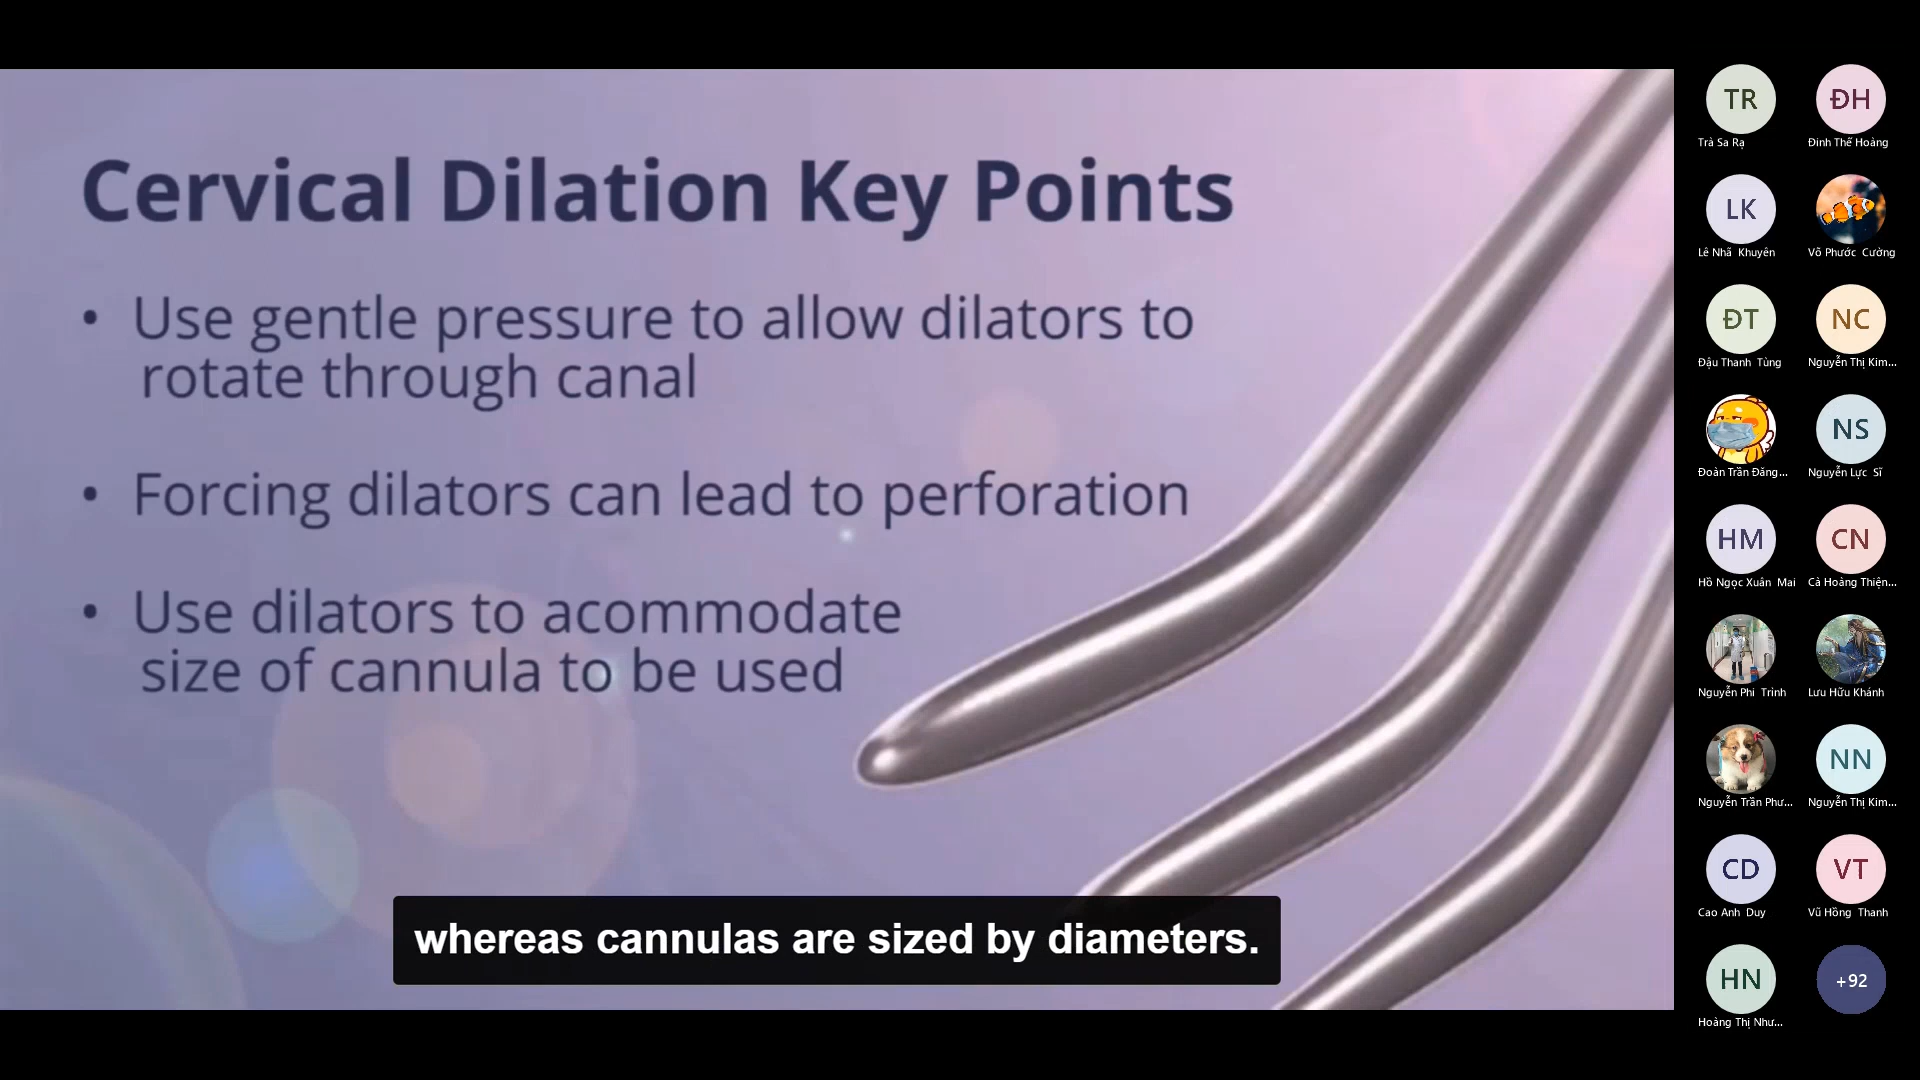 Cervical Dilation Key Points
• Use gentle pressure to allow dilators to
rotate through canal
• Forcing dilators can lead to perforation
• Use dilators to acommodate
size of cannula to be used
whereas cannulas are sized by diameters.
TR
Trà Sa Rạ
ĐH
Đinh Thế Hoàng
LK
Lê Nhã Khuyên
Võ Phước Cường
ĐT
Đậu Thanh Tùng
NC
Nguyễn Thị Kim...
Đoàn Trần Đăng...
NS
Nguyễn Lực Sĩ
HM
Hồ Ngọc Xuân Mai
CN
Cà Hoàng Thiện...
Nguyễn Phi Trinh
Lưu Hữu Khánh
Nguyễn Trần Phư...
NN
Nguyễn Thị Kim...
CD
Cao Anh Duy
VT
Vũ Hồng Thanh
HN
Hoàng Thị Như...
+92